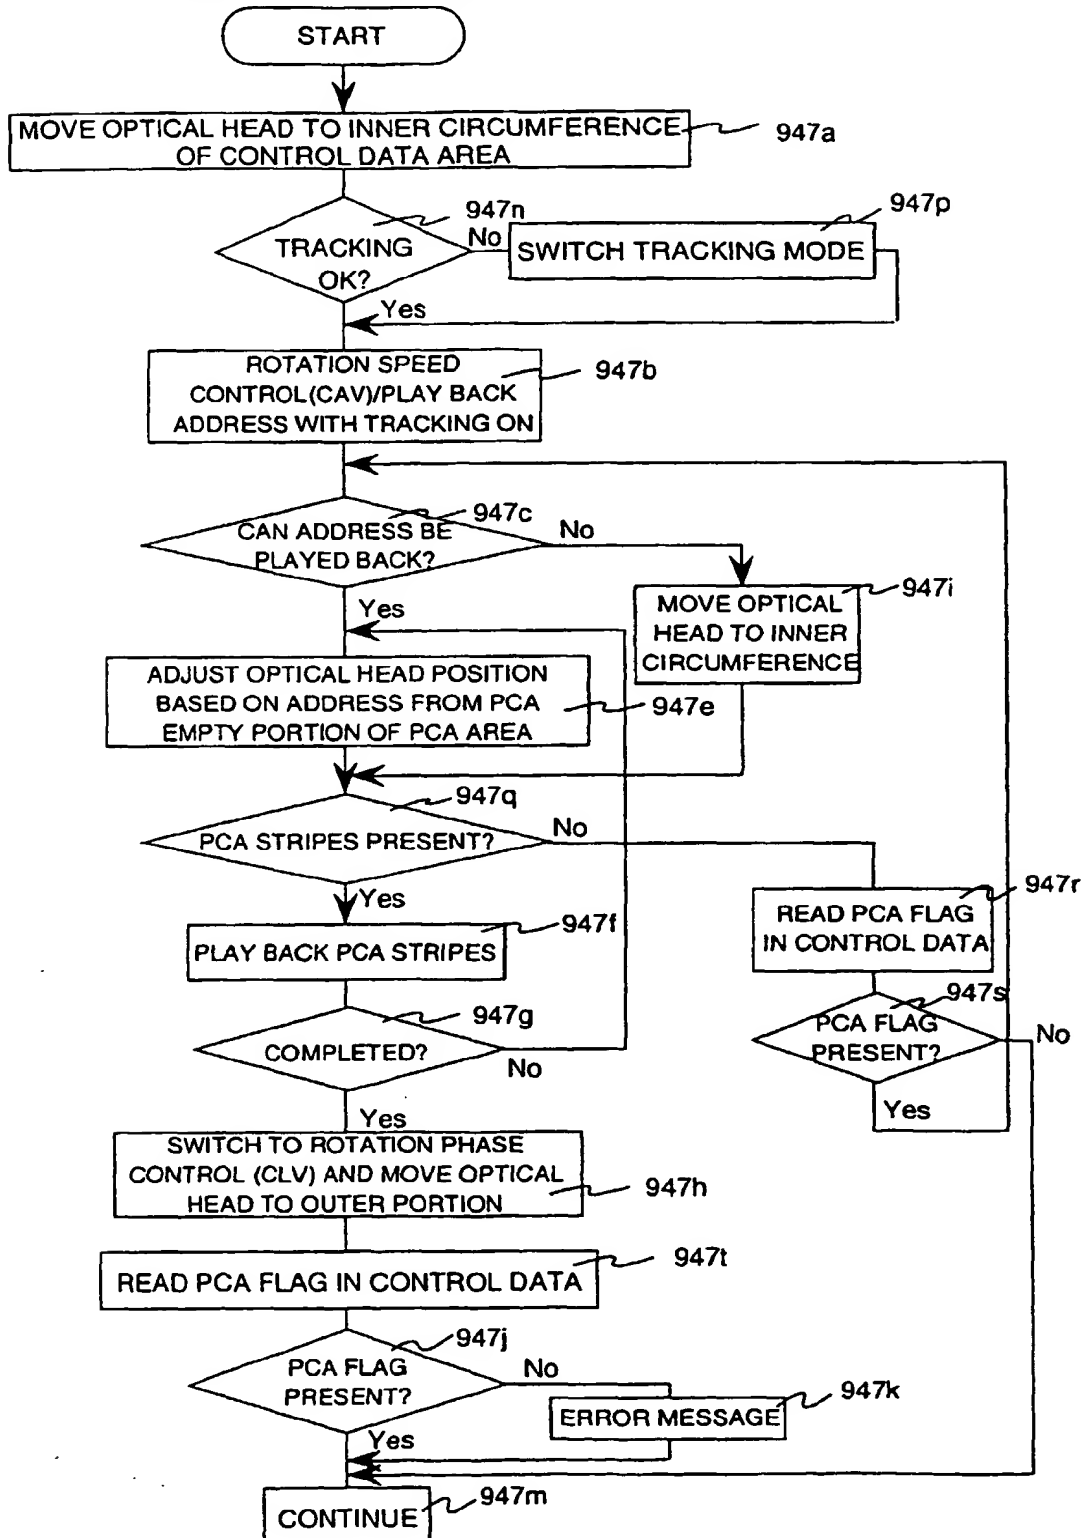 START
MOVE OPTICAL HEAD TO INNER CIRCUMFERENCE
OF CONTROL DATA AREA
947a
947n
TRACKING
OK?
No
947p
SWITCH TRACKING MODE
Yes
ROTATION SPEED
CONTROL(CAV)/PLAY BACK
ADDRESS WITH TRACKING ON
947b
947c
CAN ADDRESS BE
PLAYED BACK?
No
947i
MOVE OPTICAL
HEAD TO INNER
CIRCUMFERENCE
Yes
ADJUST OPTICAL HEAD POSITION
BASED ON ADDRESS FROM PCA
EMPTY PORTION OF PCA AREA
947e
947q
PCA STRIPES PRESENT?
No
947r
READ PCA FLAG
IN CONTROL DATA
Yes
947f
PLAY BACK PCA STRIPES
947s
PCA FLAG
PRESENT?
No
Yes
947g
COMPLETED?
No
Yes
SWITCH TO ROTATION PHASE
CONTROL (CLV) AND MOVE OPTICAL
HEAD TO OUTER PORTION
947h
947t
READ PCA FLAG IN CONTROL DATA
947j
PCA FLAG
PRESENT?
No
947k
ERROR MESSAGE
Yes
947m
CONTINUE